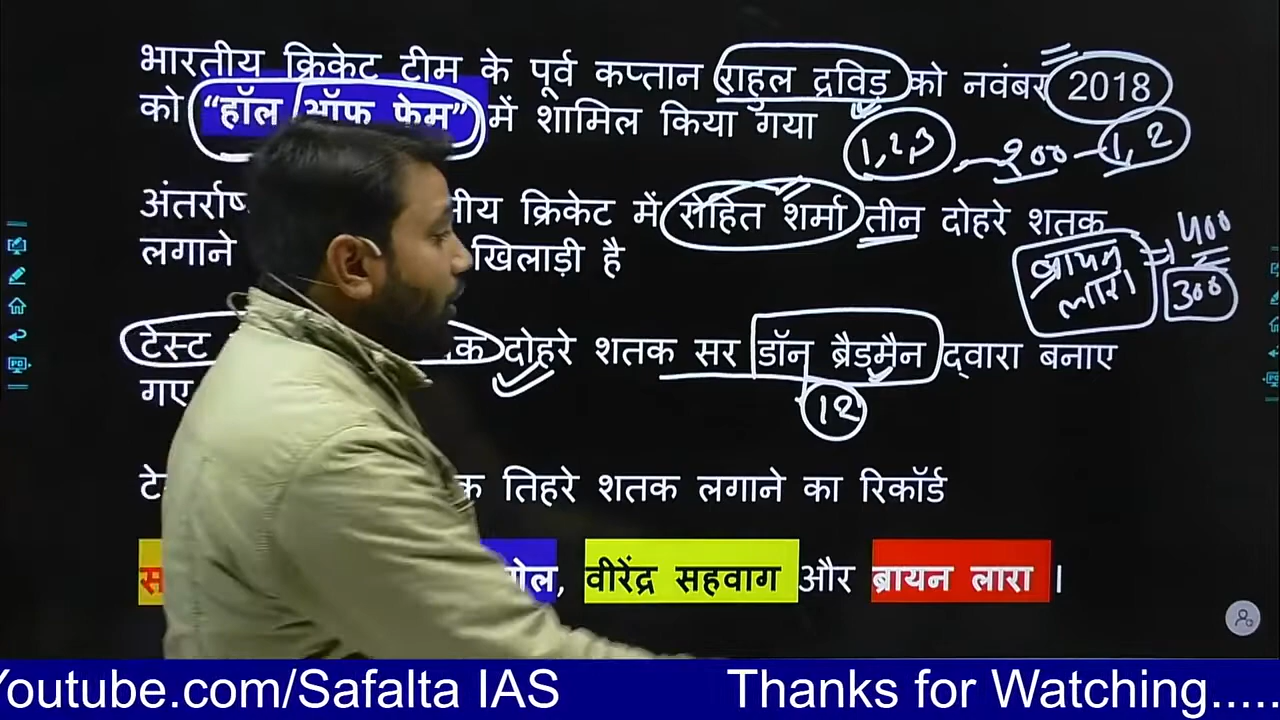 भारतीय क्रिकेट टीम के पूर्व कप्तान राहुल द्रविड़ को नवंबर 2018
को “हॉल ऑफ फेम” में शामिल किया गया
1,2,3 200 1,2
क्रिकेट में रोहित शर्मा तीन दोहरे शतक
400
लगाने खिलाड़ी है
ब्रायन लारा 300
टेस्ट दोहरे शतक सर डॉन ब्रैडमैन द्वारा बनाए
गए
12
तिहरे शतक लगाने का रिकॉर्ड
वीरेंद्र सहवाग और ब्रायन लारा ।
Youtube.com/Safalta IAS Thanks for Watching.....